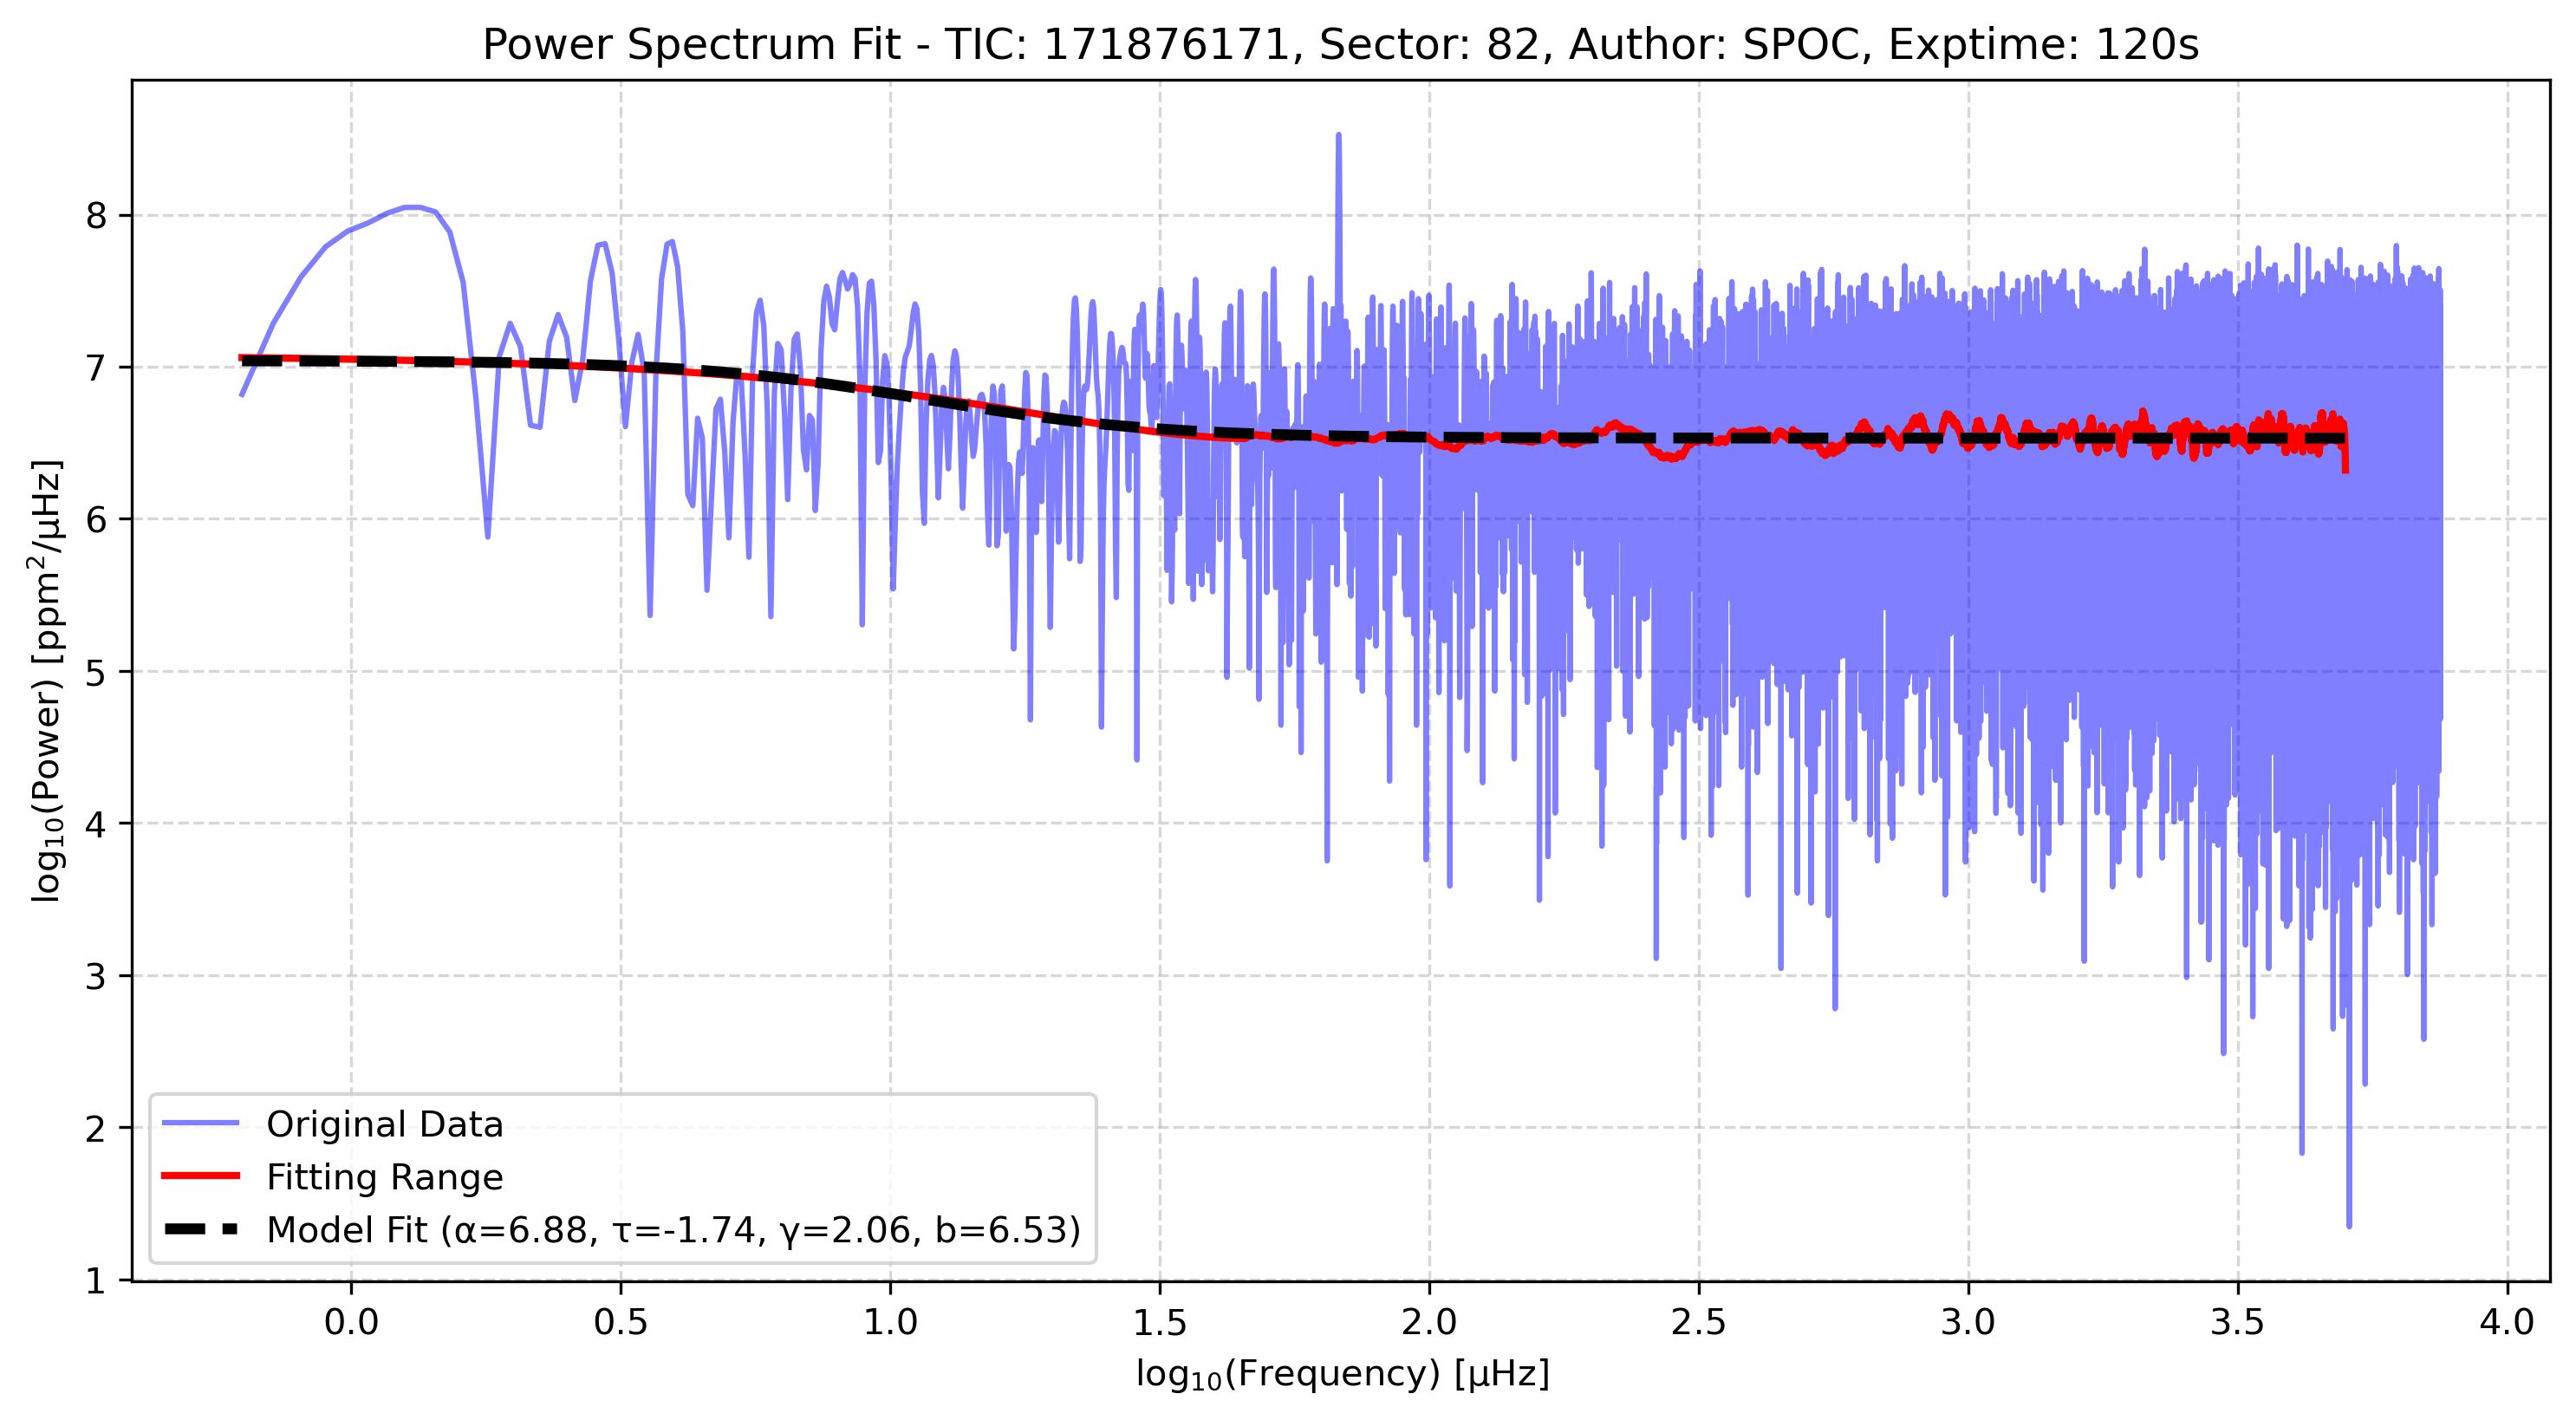 Power Spectrum Fit - TIC: 171876171, Sector: 82, Author: SPOC, Exptime: 120s
log₁₀(Power) [ppm²/μHz]
8
7
6
5
4
3
2
1
Original Data
Fitting Range
Model Fit (α=6.88, τ=-1.74, γ=2.06, b=6.53)
0.0 0.5 1.0 1.5 2.0 2.5 3.0 3.5 4.0
log₁₀(Frequency) [μHz]